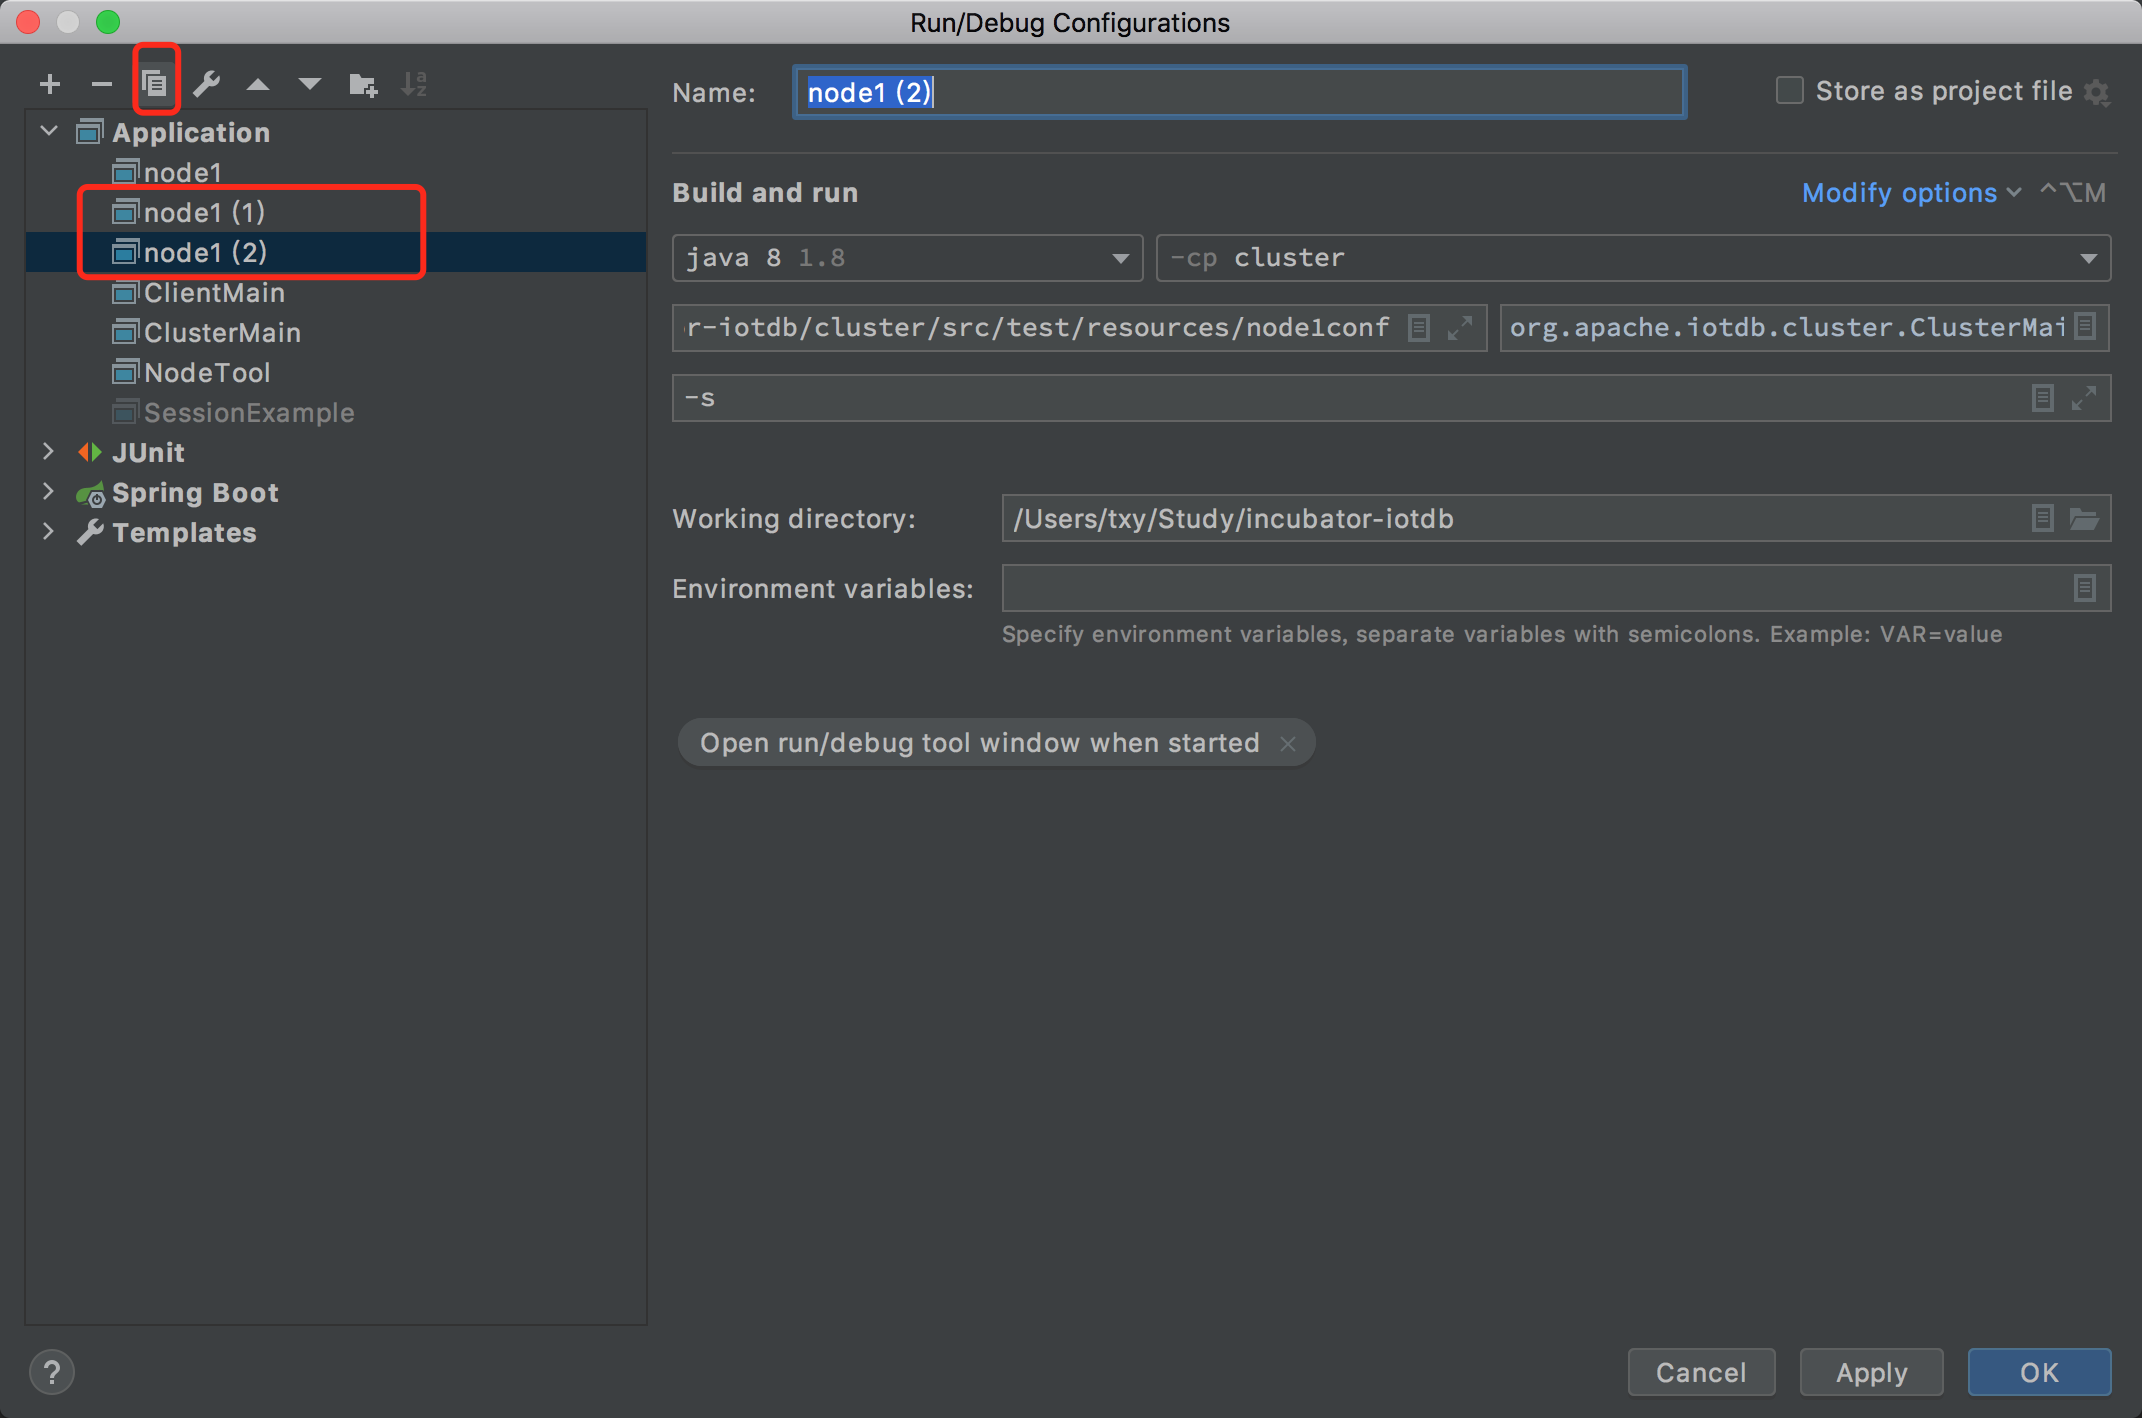 Run/Debug Configurations
Application
node1
node1 (1)
node1 (2)
ClientMain
ClusterMain
NodeTool
SessionExample
JUnit
Spring Boot
Templates
Name:
node1 (2)
Store as project file
Build and run
Modify options ⌃⌥M
java 8 1.8
-cp cluster
r-iotdb/cluster/src/test/resources/node1conf
org.apache.iotdb.cluster.ClusterMai
-s
Working directory:
/Users/txy/Study/incubator-iotdb
Environment variables:
Specify environment variables, separate variables with semicolons. Example: VAR=value
Open run/debug tool window when started
?
Cancel
Apply
OK